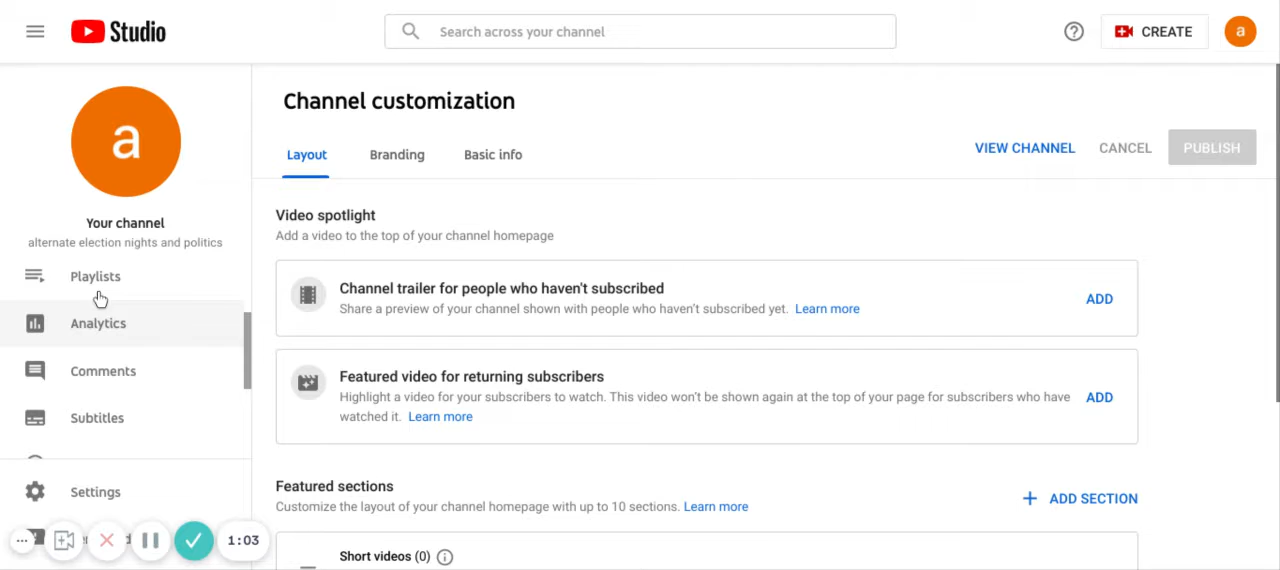 Studio
Search across your channel
CREATE
a
a
Your channel
alternate election nights and politics
Playlists
Analytics
Comments
Subtitles
Settings
1:03
Channel customization
Layout
Branding
Basic info
VIEW CHANNEL
CANCEL
PUBLISH
Video spotlight
Add a video to the top of your channel homepage
Channel trailer for people who haven't subscribed
Share a preview of your channel shown with people who haven't subscribed yet. Learn more
ADD
Featured video for returning subscribers
Highlight a video for your subscribers to watch. This video won't be shown again at the top of your page for subscribers who have
watched it. Learn more
ADD
Featured sections
Customize the layout of your channel homepage with up to 10 sections. Learn more
ADD SECTION
Short videos (0)